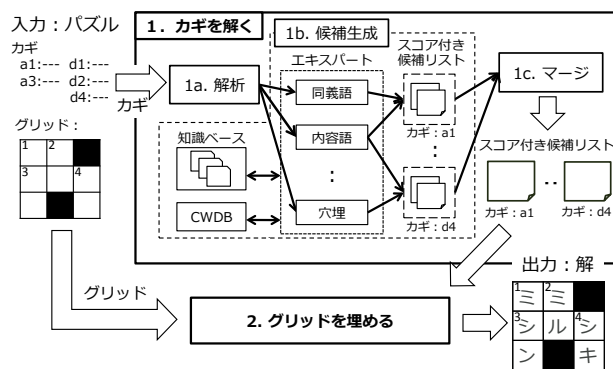 入力：パズル
カギ
a1:--- d1:---
a3:--- d2:---
d4:---
カギ
グリッド：
1 2
3 4
1. カギを解く
1a. 解析
1b. 候補生成
エキスパート
同義語
内容語
:
穴埋
知識ベース
CWDB
スコア付き
候補リスト
カギ：a1
:
カギ：d4
1c. マージ
スコア付き候補リスト
‥
カギ：a1 カギ：d4
グリッド
2. グリッドを埋める
出力：解
1ミ 2ミ
3シ ル 4シ
ン キ